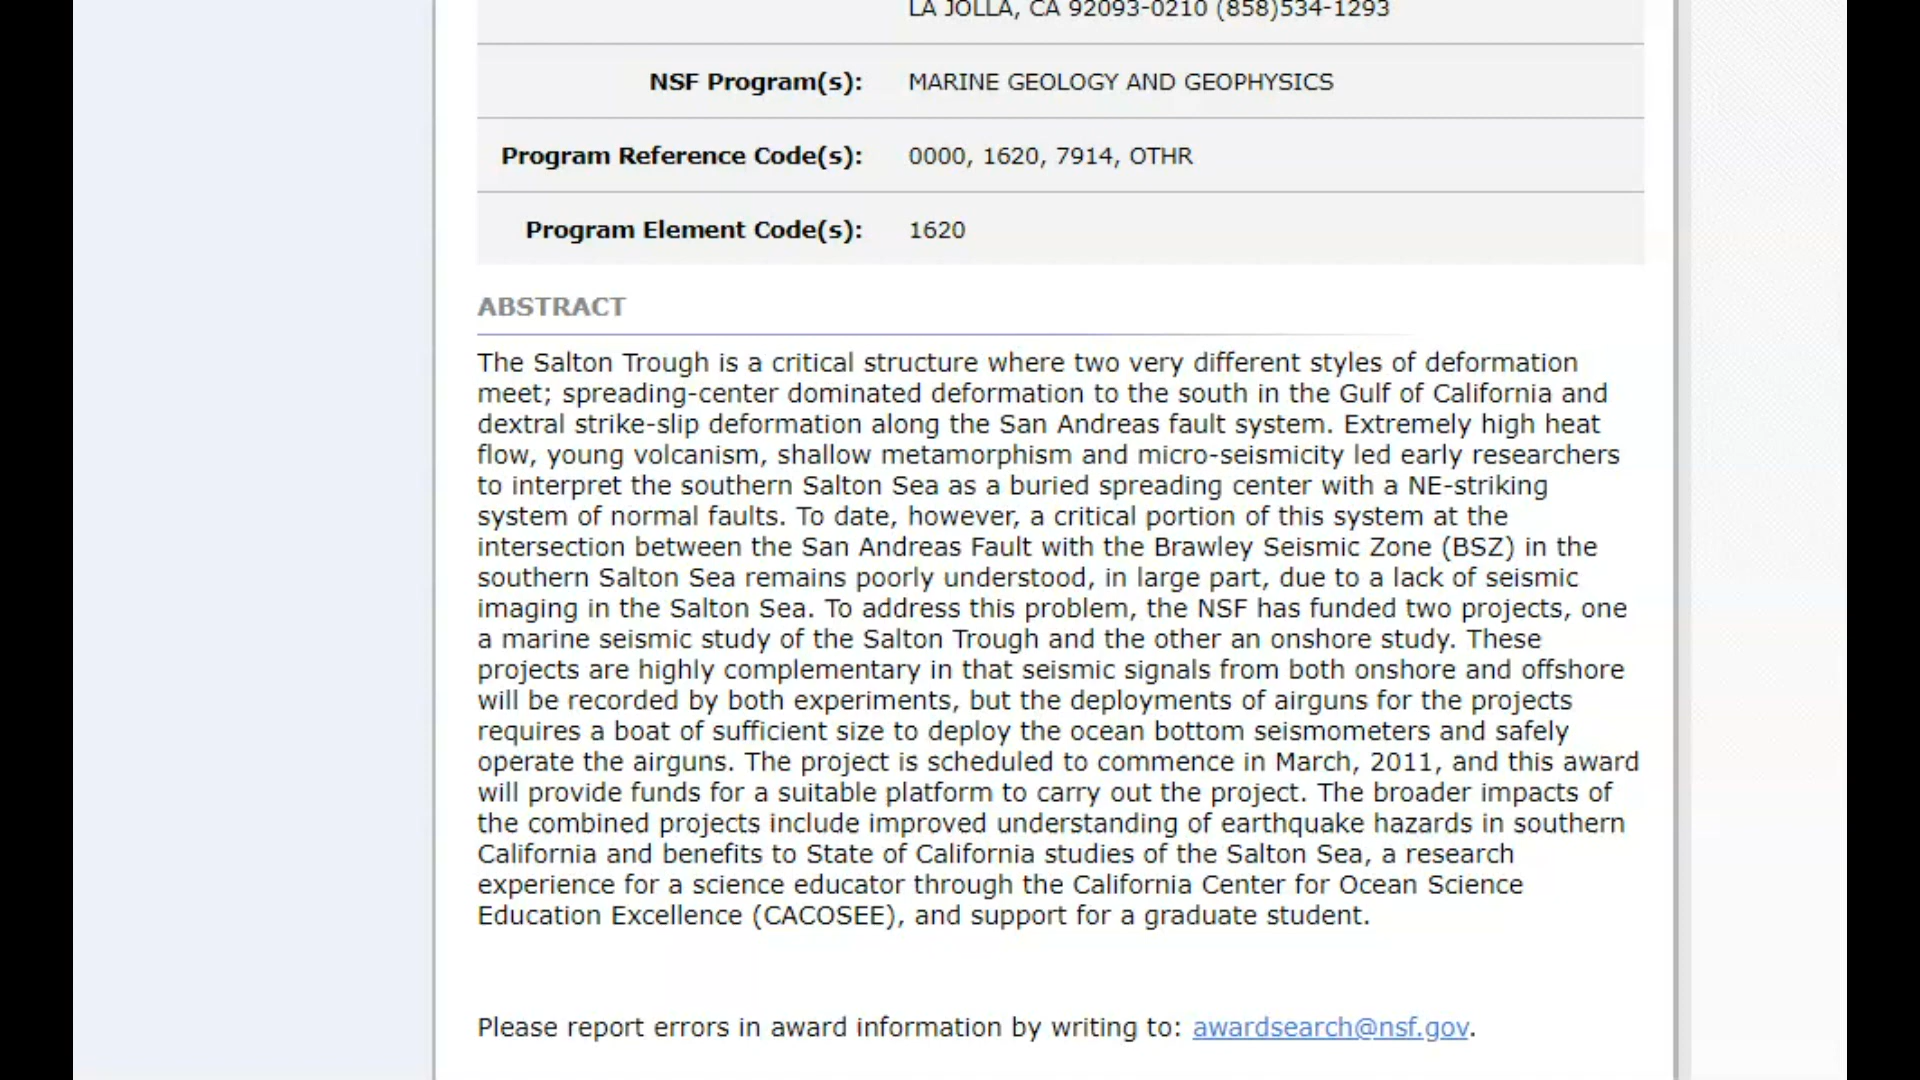 LA JOLLA, CA 92093-0210 (858)534-1293
NSF Program(s): MARINE GEOLOGY AND GEOPHYSICS
Program Reference Code(s): 0000, 1620, 7914, OTHR
Program Element Code(s): 1620
ABSTRACT
The Salton Trough is a critical structure where two very different styles of deformation
meet; spreading-center dominated deformation to the south in the Gulf of California and
dextral strike-slip deformation along the San Andreas fault system. Extremely high heat
flow, young volcanism, shallow metamorphism and micro-seismicity led early researchers
to interpret the southern Salton Sea as a buried spreading center with a NE-striking
system of normal faults. To date, however, a critical portion of this system at the
intersection between the San Andreas Fault with the Brawley Seismic Zone (BSZ) in the
southern Salton Sea remains poorly understood, in large part, due to a lack of seismic
imaging in the Salton Sea. To address this problem, the NSF has funded two projects, one
a marine seismic study of the Salton Trough and the other an onshore study. These
projects are highly complementary in that seismic signals from both onshore and offshore
will be recorded by both experiments, but the deployments of airguns for the projects
requires a boat of sufficient size to deploy the ocean bottom seismometers and safely
operate the airguns. The project is scheduled to commence in March, 2011, and this award
will provide funds for a suitable platform to carry out the project. The broader impacts of
the combined projects include improved understanding of earthquake hazards in southern
California and benefits to State of California studies of the Salton Sea, a research
experience for a science educator through the California Center for Ocean Science
Education Excellence (CACOSEE), and support for a graduate student.
Please report errors in award information by writing to: awardsearch@nsf.gov.